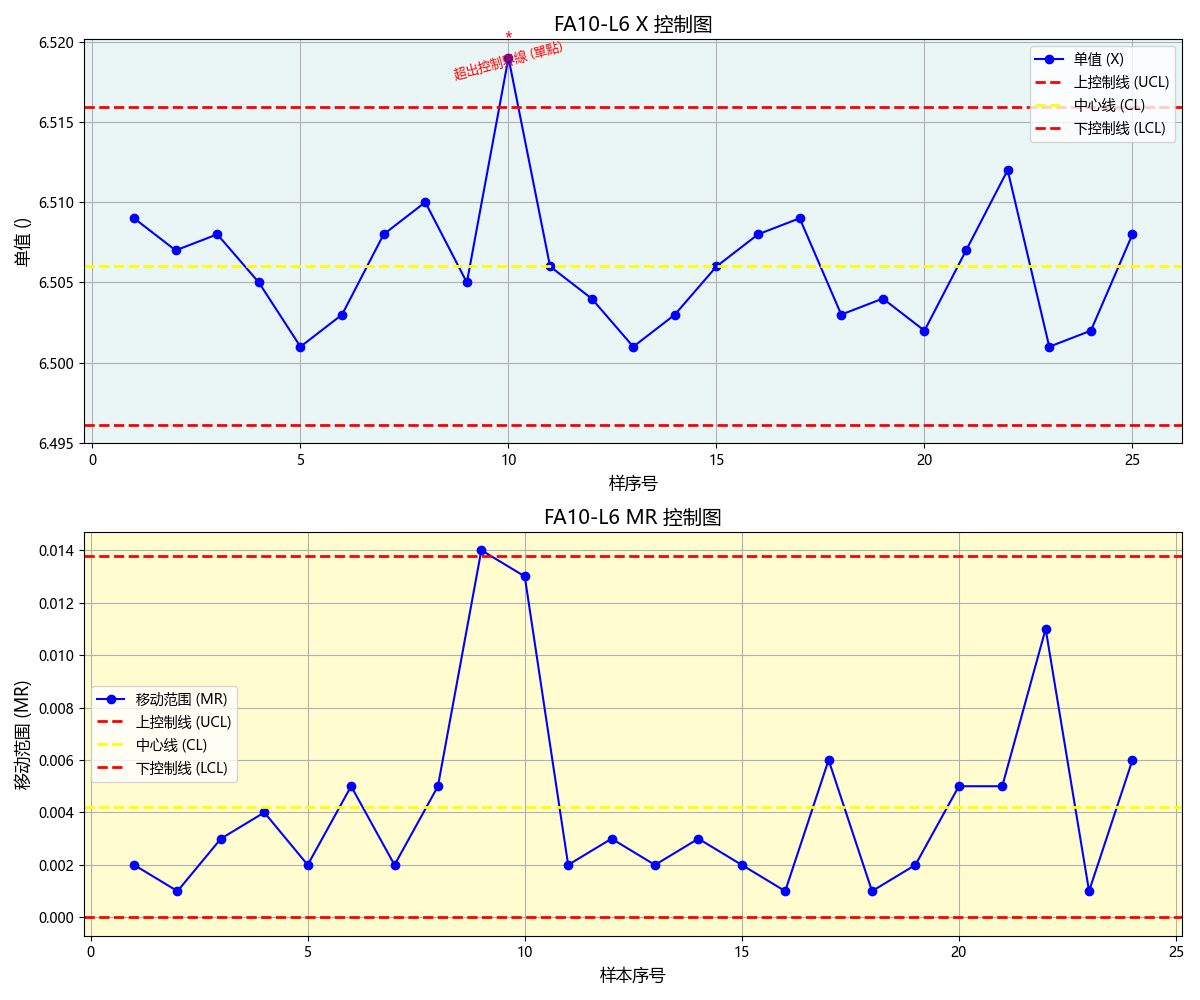 FA10-L6 X 控制图
*
超出控制界線 (單點)
单值 (X)
上控制线 (UCL)
中心线 (CL)
下控制线 (LCL)
单值 ()
6.520
6.515
6.510
6.505
6.500
6.495
0 5 10 15 20 25
样序号
FA10-L6 MR 控制图
移动范围 (MR)
0.014
0.012
0.010
0.008
0.006
0.004
0.002
0.000
移动范围 (MR)
上控制线 (UCL)
中心线 (CL)
下控制线 (LCL)
0 5 10 15 20 25
样本序号